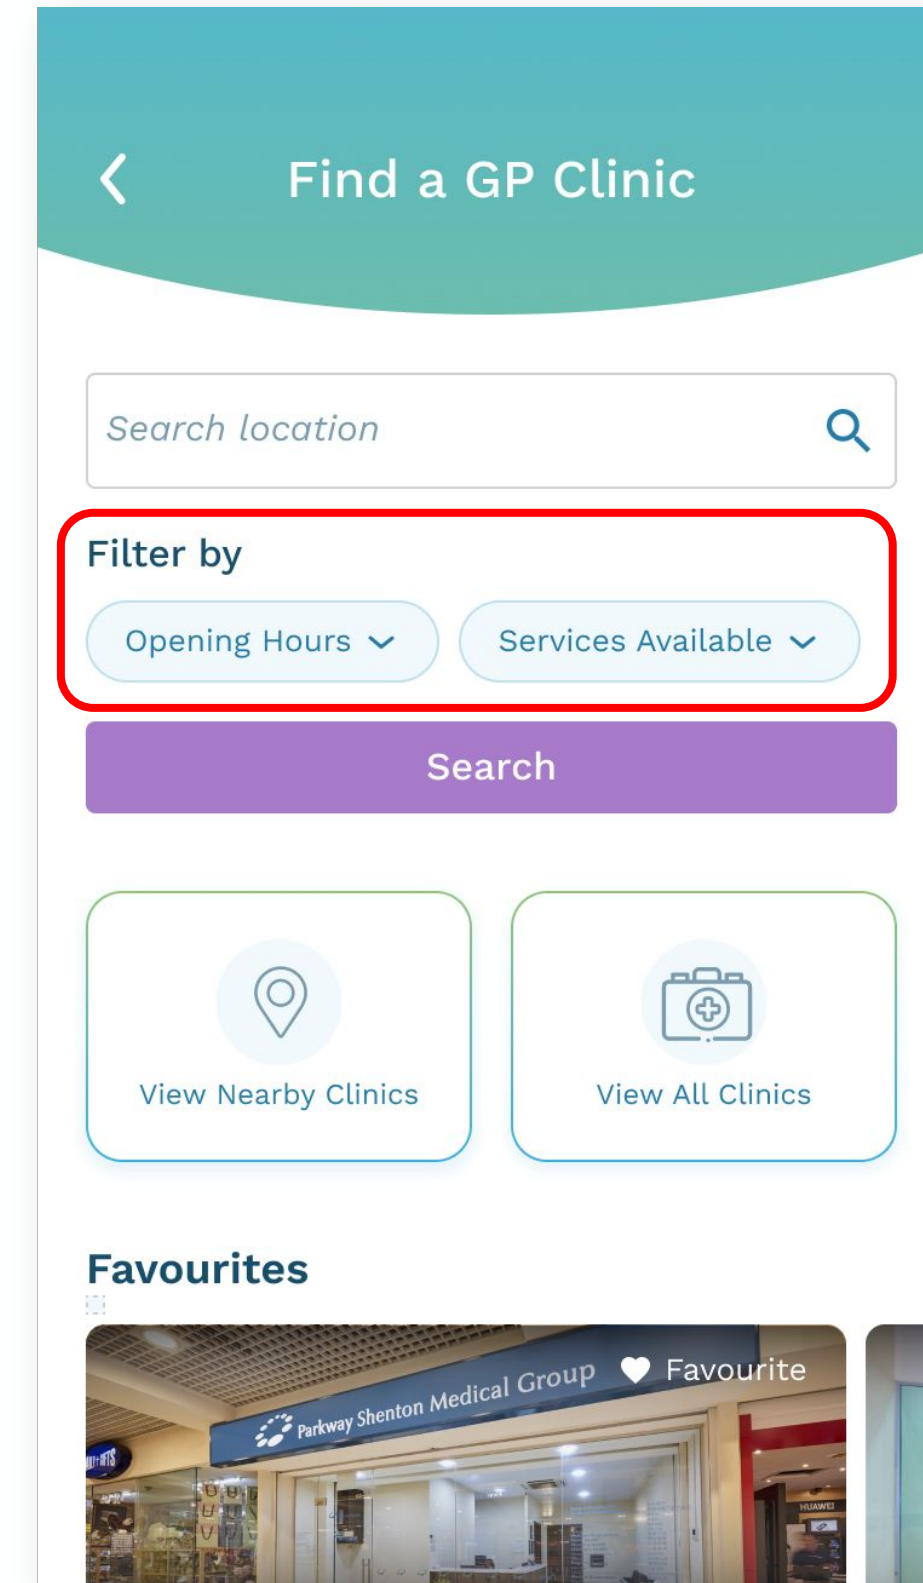 Find a GP Clinic
Search location
Filter by
Opening Hours
Services Available
Search
View Nearby Clinics
View All Clinics
Favourites
Favourite
Parkway Shenton Medical Group
HUAWEI